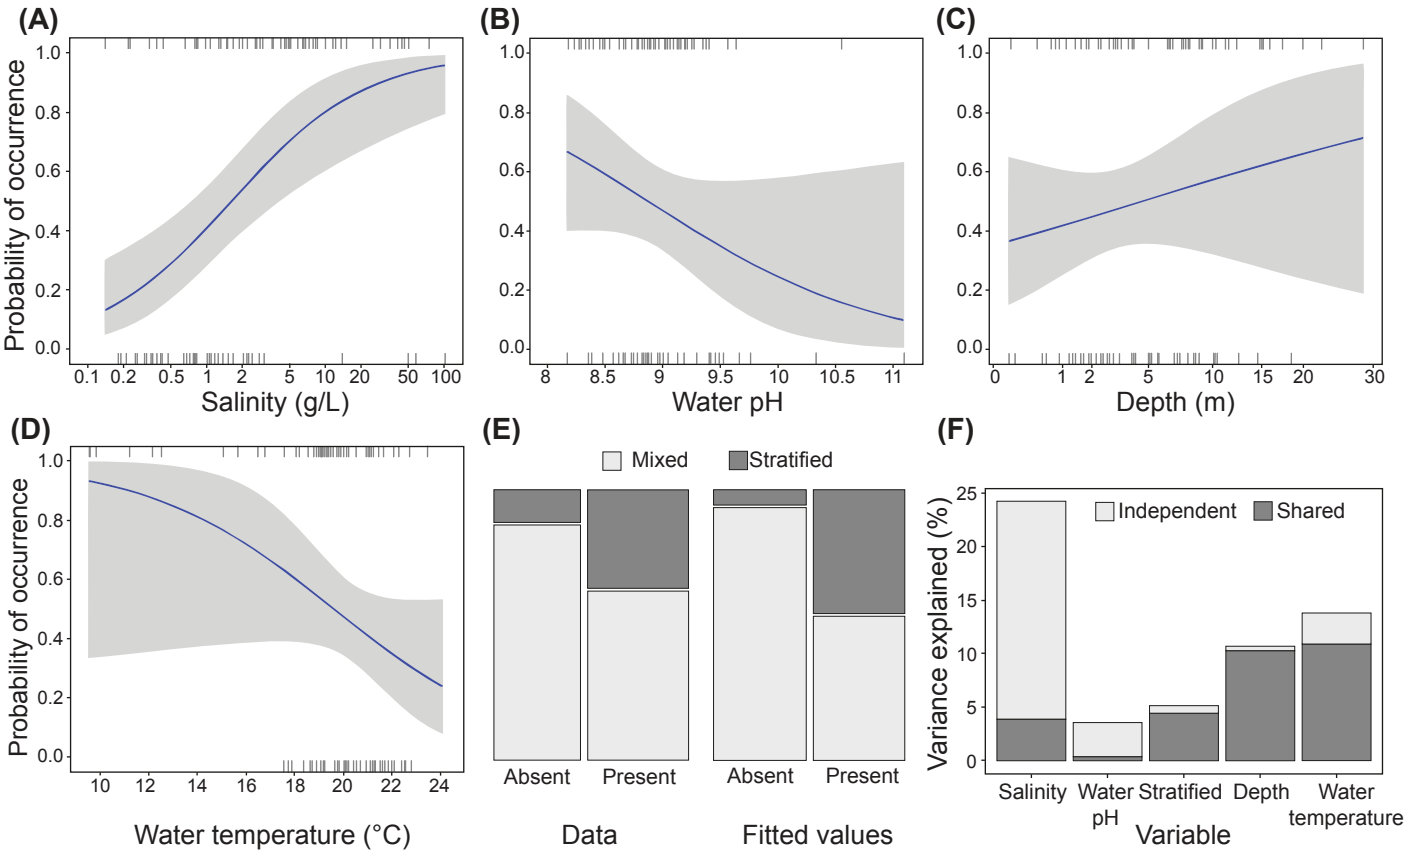 (A)
Probability of occurrence
1.0
0.8
0.6
0.4
0.2
0.0
0.1 0.2 0.5 1 2 5 10 20 50 100
Salinity (g/L)
(B)
1.0
0.8
0.6
0.4
0.2
0.0
8 8.5 9 9.5 10 10.5 11
Water pH
(C)
1.0
0.8
0.6
0.4
0.2
0.0
0 1 2 5 10 15 20 30
Depth (m)
(D)
Probability of occurrence
1.0
0.8
0.6
0.4
0.2
0.0
10 12 14 16 18 20 22 24
Water temperature (°C)
(E)
Mixed Stratified
Absent Present Absent Present
Data Fitted values
(F)
Variance explained (%)
25
20
15
10
5
0
Independent Shared
Salinity Water Stratified Depth Water
pH temperature
Variable